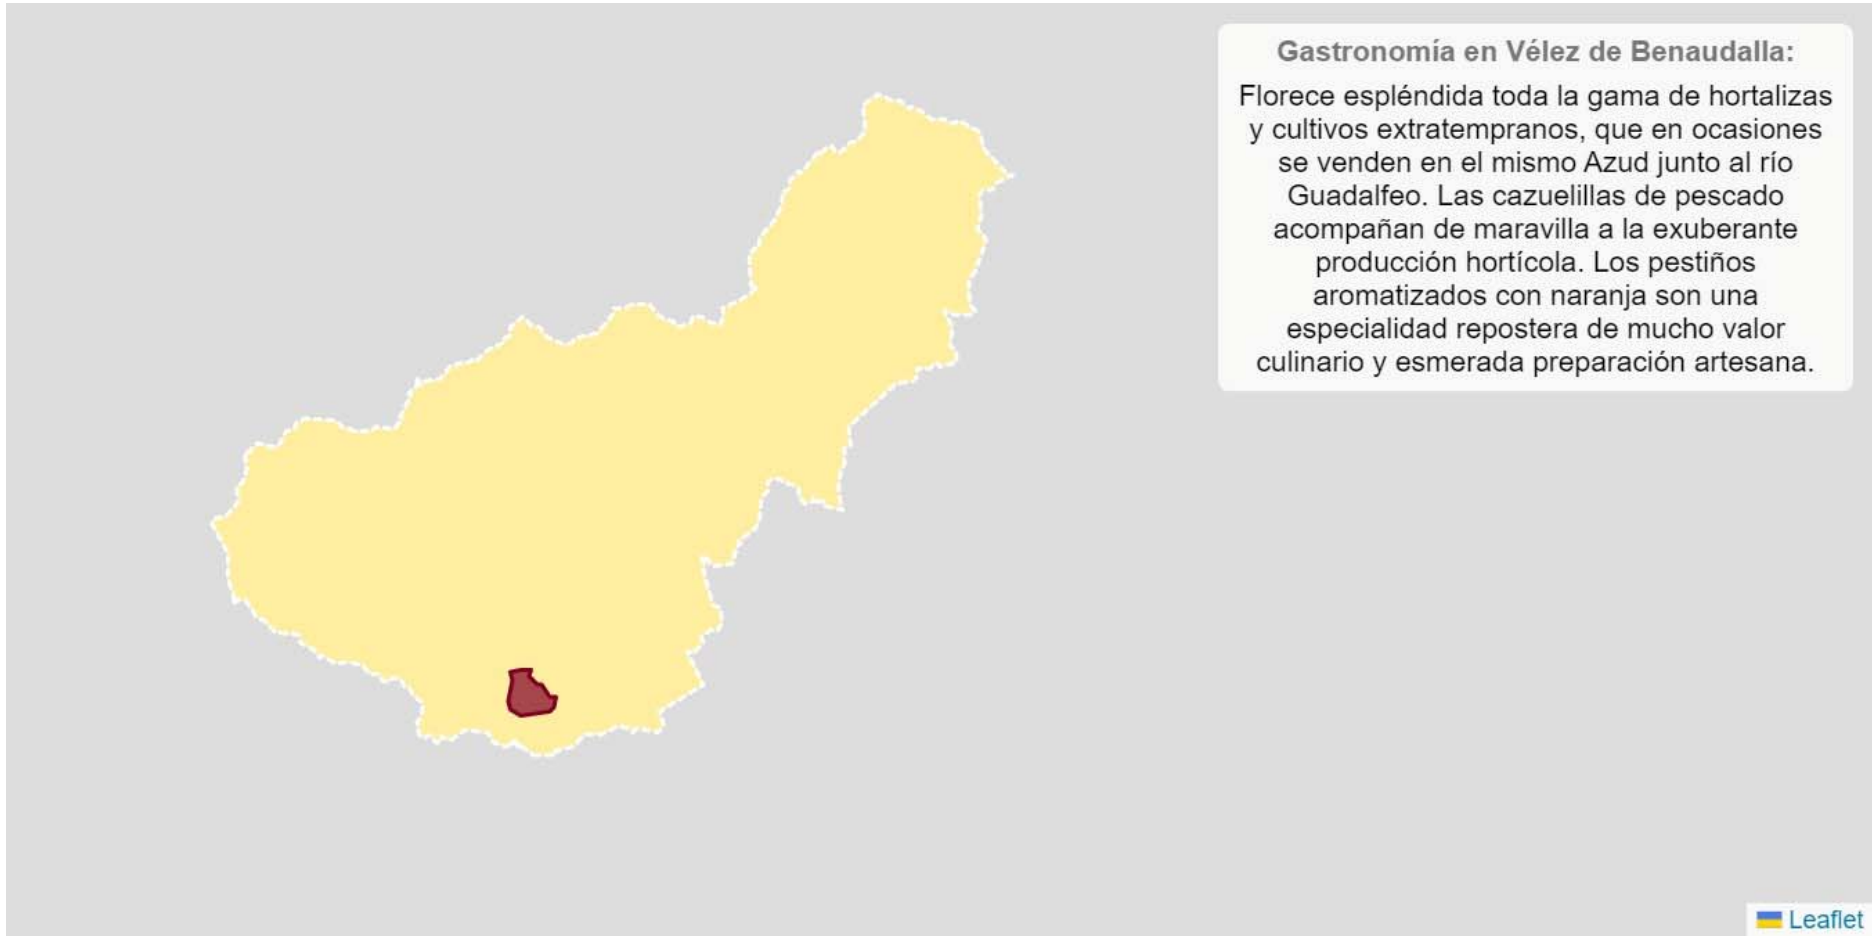 Gastronomía en Vélez de Benaudalla:
Florece espléndida toda la gama de hortalizas
y cultivos extratempranos, que en ocasiones
se venden en el mismo Azud junto al río
Guadalfeo. Las cazuelillas de pescado
acompañan de maravilla a la exuberante
producción hortícola. Los pestiños
aromatizados con naranja son una
especialidad repostera de mucho valor
culinario y esmerada preparación artesana.
Leaflet